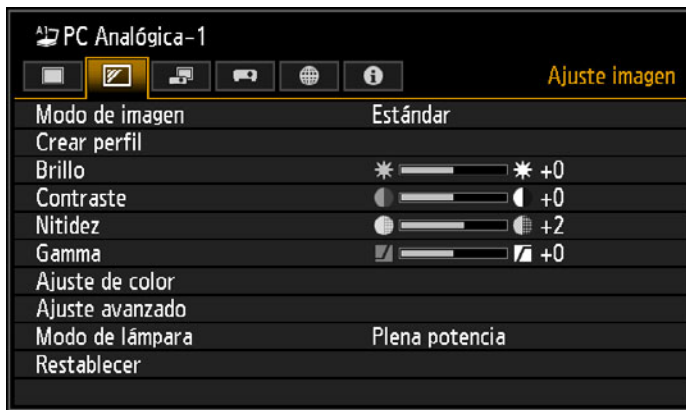 PC Analógica-1
Ajuste imagen
Modo de imagen Estándar
Crear perfil
Brillo +0
Contraste +0
Nitidez +2
Gamma +0
Ajuste de color
Ajuste avanzado
Modo de lámpara Plena potencia
Restablecer